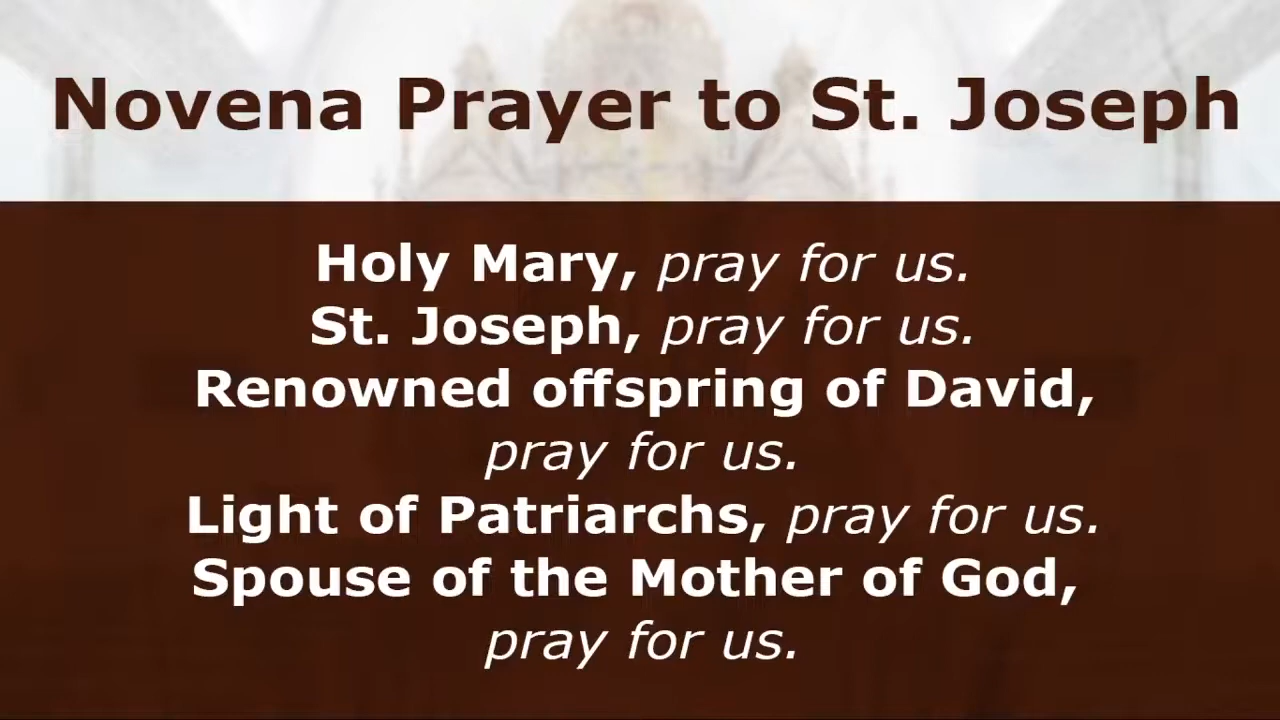 Novena Prayer to St. Joseph
Holy Mary, pray for us.
St. Joseph, pray for us.
Renowned offspring of David,
pray for us.
Light of Patriarchs, pray for us.
Spouse of the Mother of God,
pray for us.